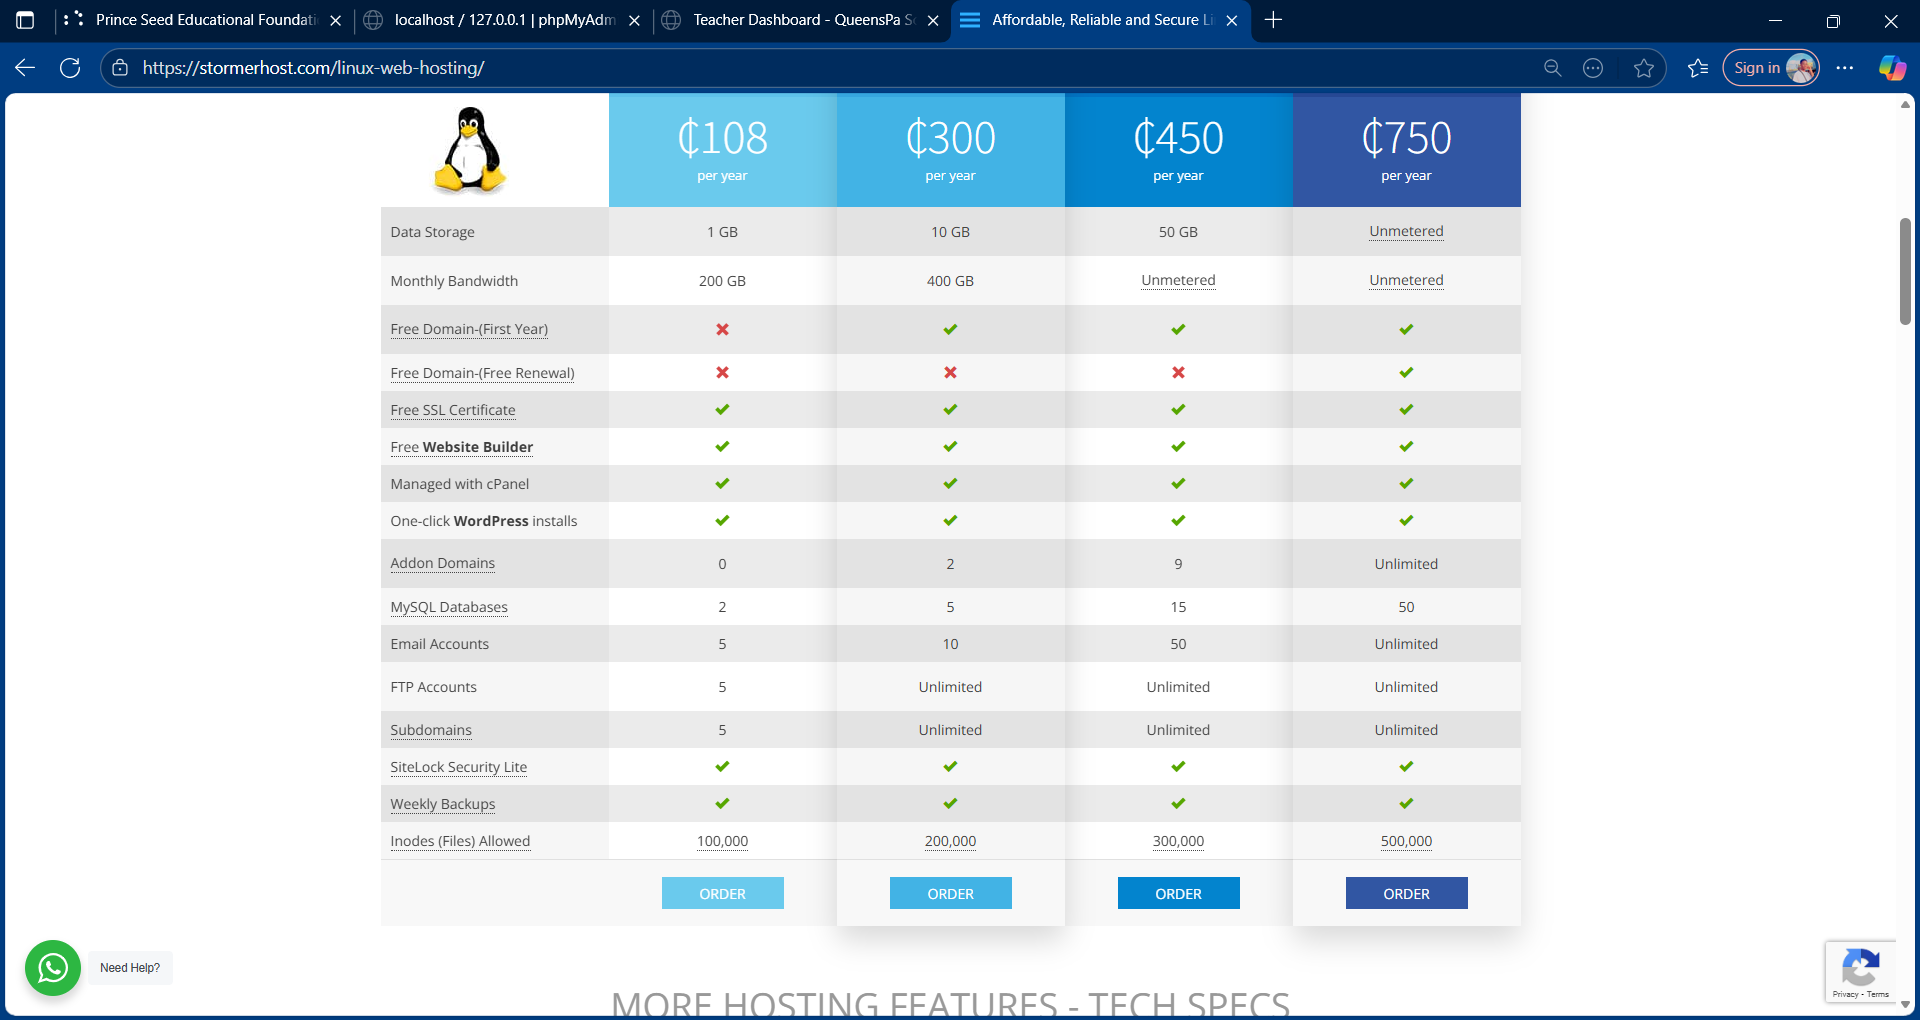 Prince Seed Educational Foundati
localhost / 127.0.0.1 | phpMyAdm
Teacher Dashboard - QueensPa Sc
Affordable, Reliable and Secure Li
https://stormerhost.com/linux-web-hosting/
Sign in
₵108 ₵300 ₵450 ₵750
per year per year per year per year
Data Storage 1 GB 10 GB 50 GB Unmetered
Monthly Bandwidth 200 GB 400 GB Unmetered Unmetered
Free Domain-(First Year)
Free Domain-(Free Renewal)
Free SSL Certificate
Free Website Builder
Managed with cPanel
One-click WordPress installs
Addon Domains 0 2 9 Unlimited
MySQL Databases 2 5 15 50
Email Accounts 5 10 50 Unlimited
FTP Accounts 5 Unlimited Unlimited Unlimited
Subdomains 5 Unlimited Unlimited Unlimited
SiteLock Security Lite
Weekly Backups
Inodes (Files) Allowed 100,000 200,000 300,000 500,000
ORDER ORDER ORDER ORDER
Need Help?
Privacy - Terms
MORE HOSTING FEATURES - TECH SPECS